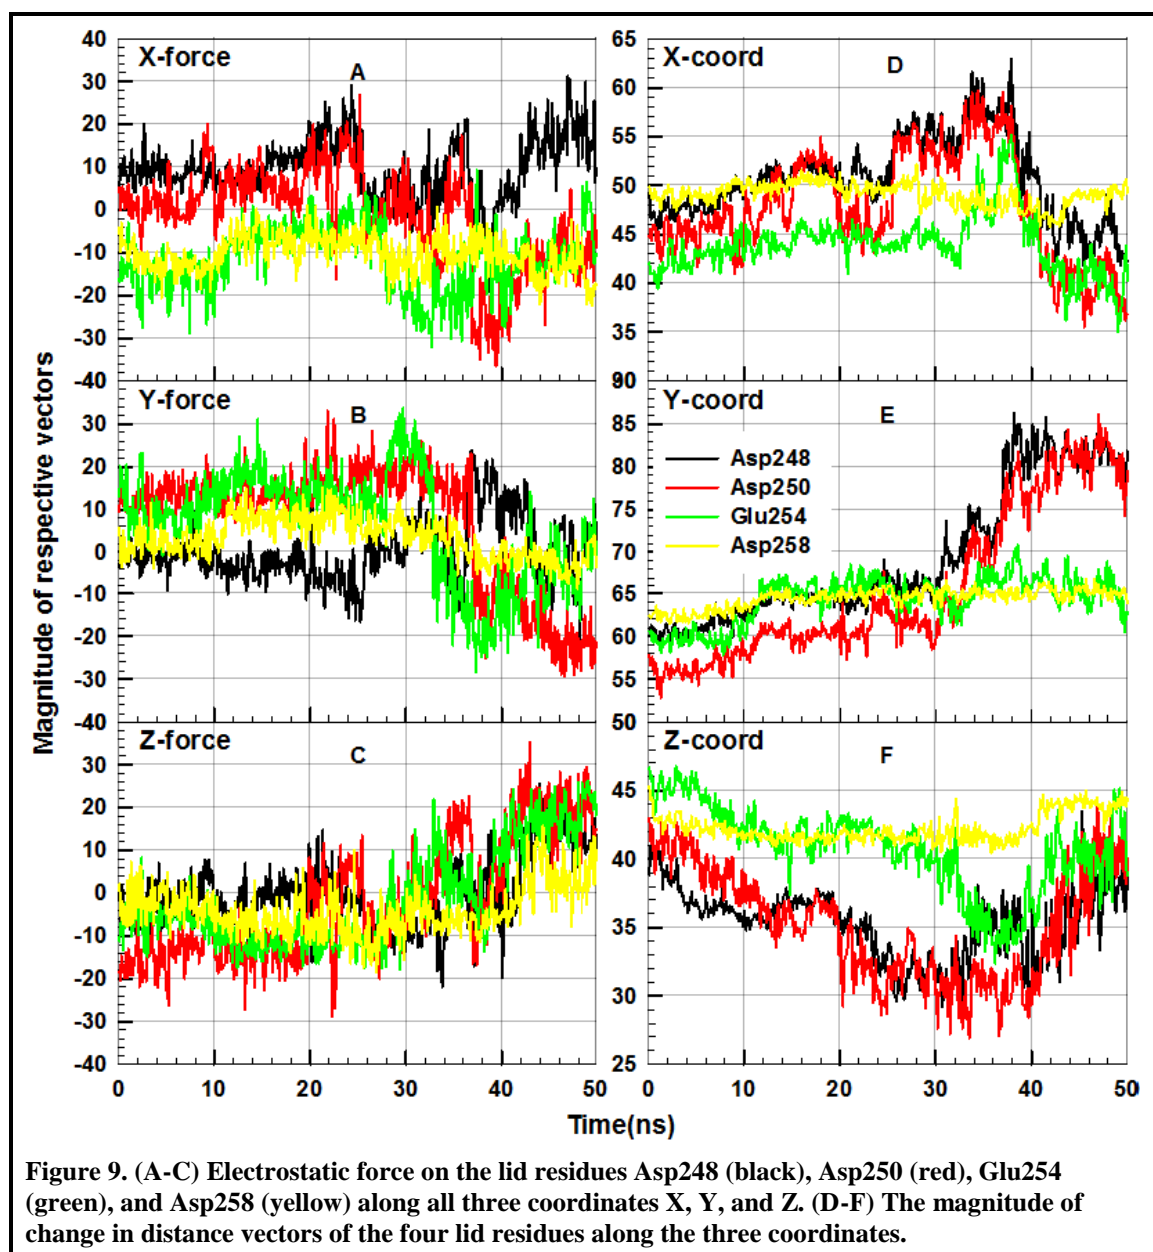 X-force
A
40
30
20
10
0
-10
-20
-30
-40
X-coord
D
65
60
55
50
45
40
35
Y-force
B
30
20
10
0
-10
-20
-30
-40
Y-coord
E
90
85
80
75
70
65
60
55
50
Asp248
Asp250
Glu254
Asp258
Z-force
C
30
20
10
0
-10
-20
-30
-40
0 10 20 30 40 50
Z-coord
F
45
40
35
30
25
0 10 20 30 40 50
Magnitude of respective vectors
Time(ns)
Figure 9. (A-C) Electrostatic force on the lid residues Asp248 (black), Asp250 (red), Glu254
(green), and Asp258 (yellow) along all three coordinates X, Y, and Z. (D-F) The magnitude of
change in distance vectors of the four lid residues along the three coordinates.